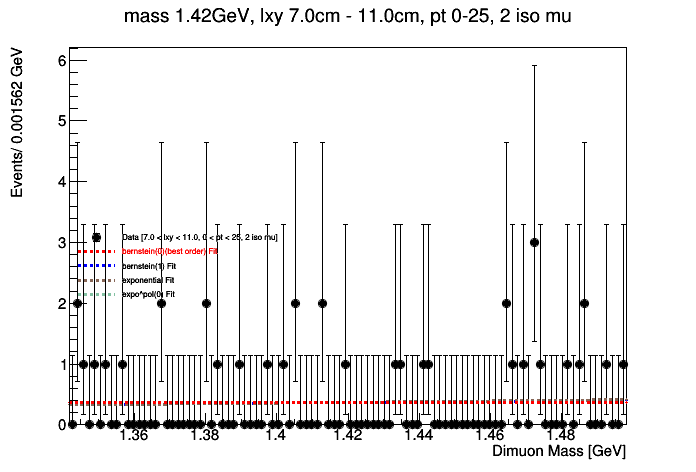 mass 1.42GeV, lxy 7.0cm - 11.0cm, pt 0-25, 2 iso mu
Events/ 0.001562 GeV
6
5
4
3
2
1
0
Data [7.0 < lxy < 11.0, 0 < pt < 25, 2 iso mu]
bernstein(0)(best order) Fit
bernstein(1) Fit
exponential Fit
expo*pol(0) Fit
1.36 1.38 1.4 1.42 1.44 1.46 1.48
Dimuon Mass [GeV]